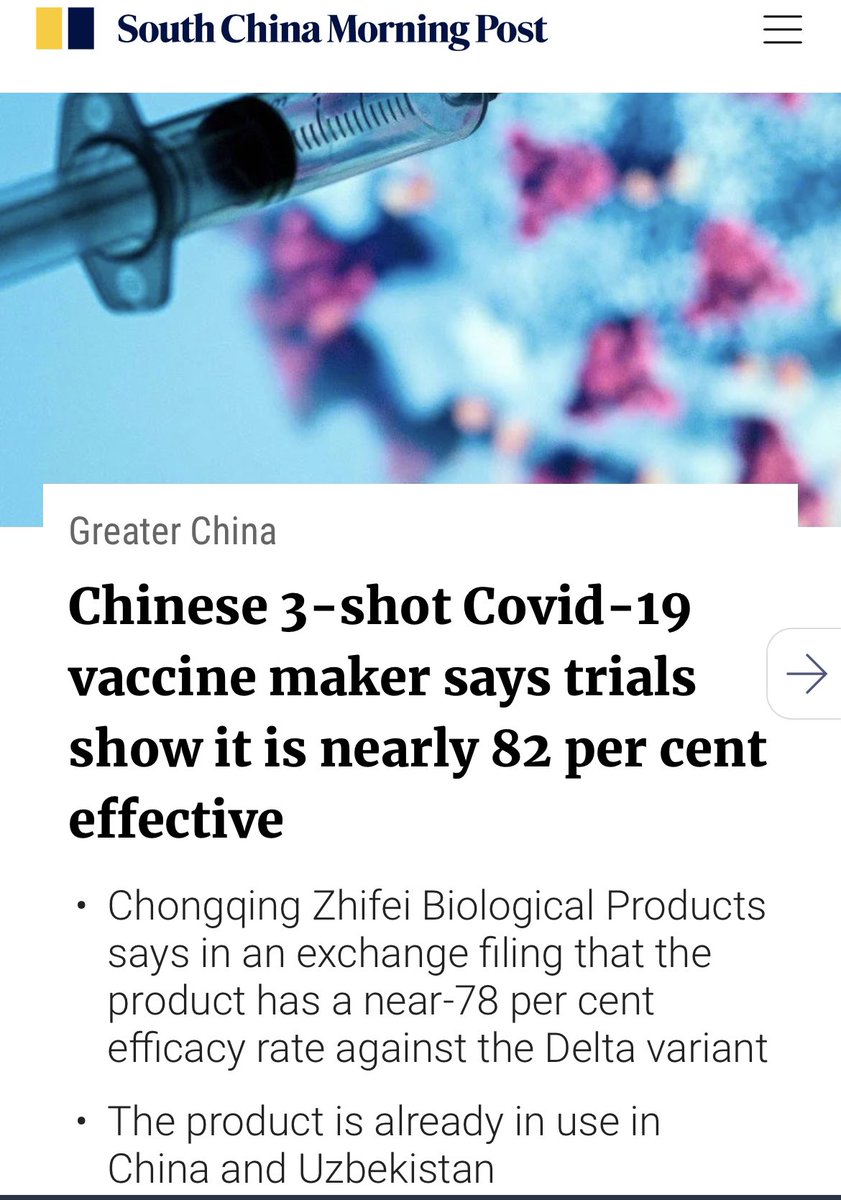 South China Morning Post
Greater China
Chinese 3-shot Covid-19
vaccine maker says trials
show it is nearly 82 per cent
effective
• Chongqing Zhifei Biological Products
says in an exchange filing that the
product has a near-78 per cent
efficacy rate against the Delta variant
• The product is already in use in
China and Uzbekistan